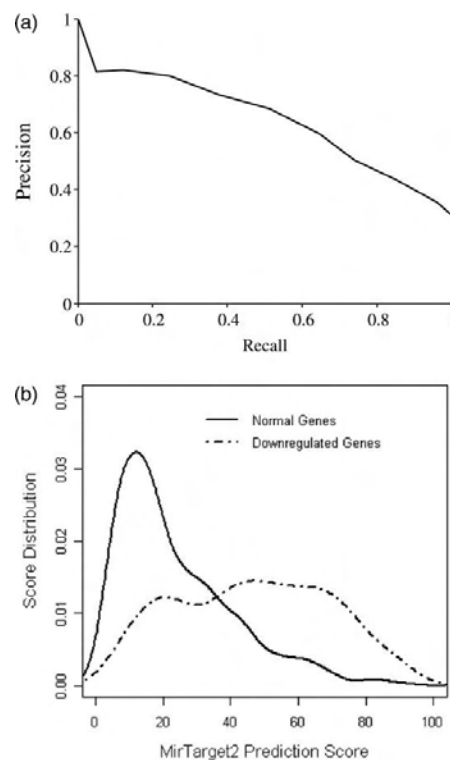 (a)
1
0.8
0.6
0.4
0.2
0
Precision
0 0.2 0.4 0.6 0.8
Recall
(b)
0.04
0.03
0.02
0.01
0.00
Score Distribution
Normal Genes
Downregulated Genes
0 20 40 60 80 100
MirTarget2 Prediction Score